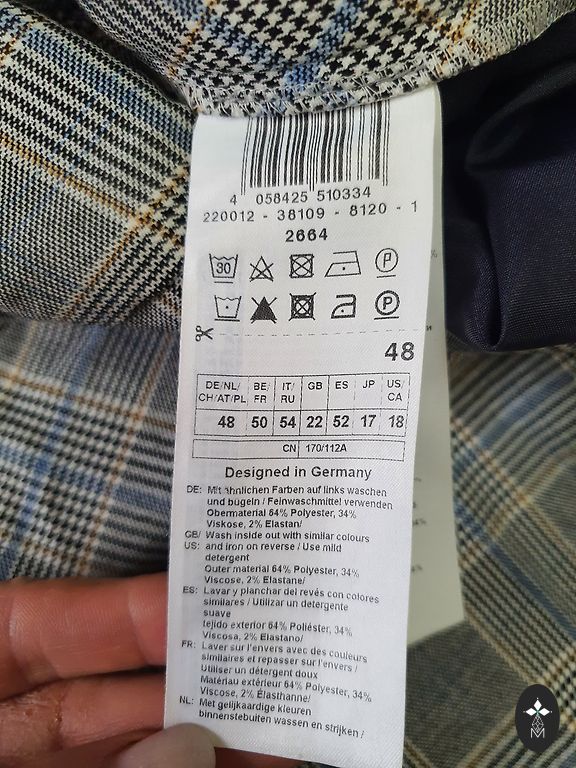 4 058425 510334
220012 - 38109 - 8120 - 1
2664
30
P
P
48
DE/NL/ CH/AT/PL BE/ FR IT/ RU GB ES JP US/ CA
48 50 54 22 52 17 18
CN 170/112A
Designed in Germany
DE: Mit ähnlichen Farben auf links waschen
und bügeln / Feinwaschmittel verwenden
Obermaterial 64% Polyester, 34%
Viskose, 2% Elastan/
GB/ Wash inside out with similar colours
US: and iron on reverse / Use mild
detergent
Outer material 64% Polyester, 34%
Viscose, 2% Elastane/
ES: Lavar y planchar del revés con colores
similares / Utilizar un detergente
suave
tejido exterior 64% Poliéster, 34%
Viscosa, 2% Elastano/
FR: Laver sur l'envers avec des couleurs
similaires et repasser sur l'envers /
Utiliser un détergent doux
Matériau extérieur 64% Polyester, 34%
Viscose, 2% Élasthanne/
NL: Met gelijkaardige kleuren
binnenstebuiten wassen en strijken /